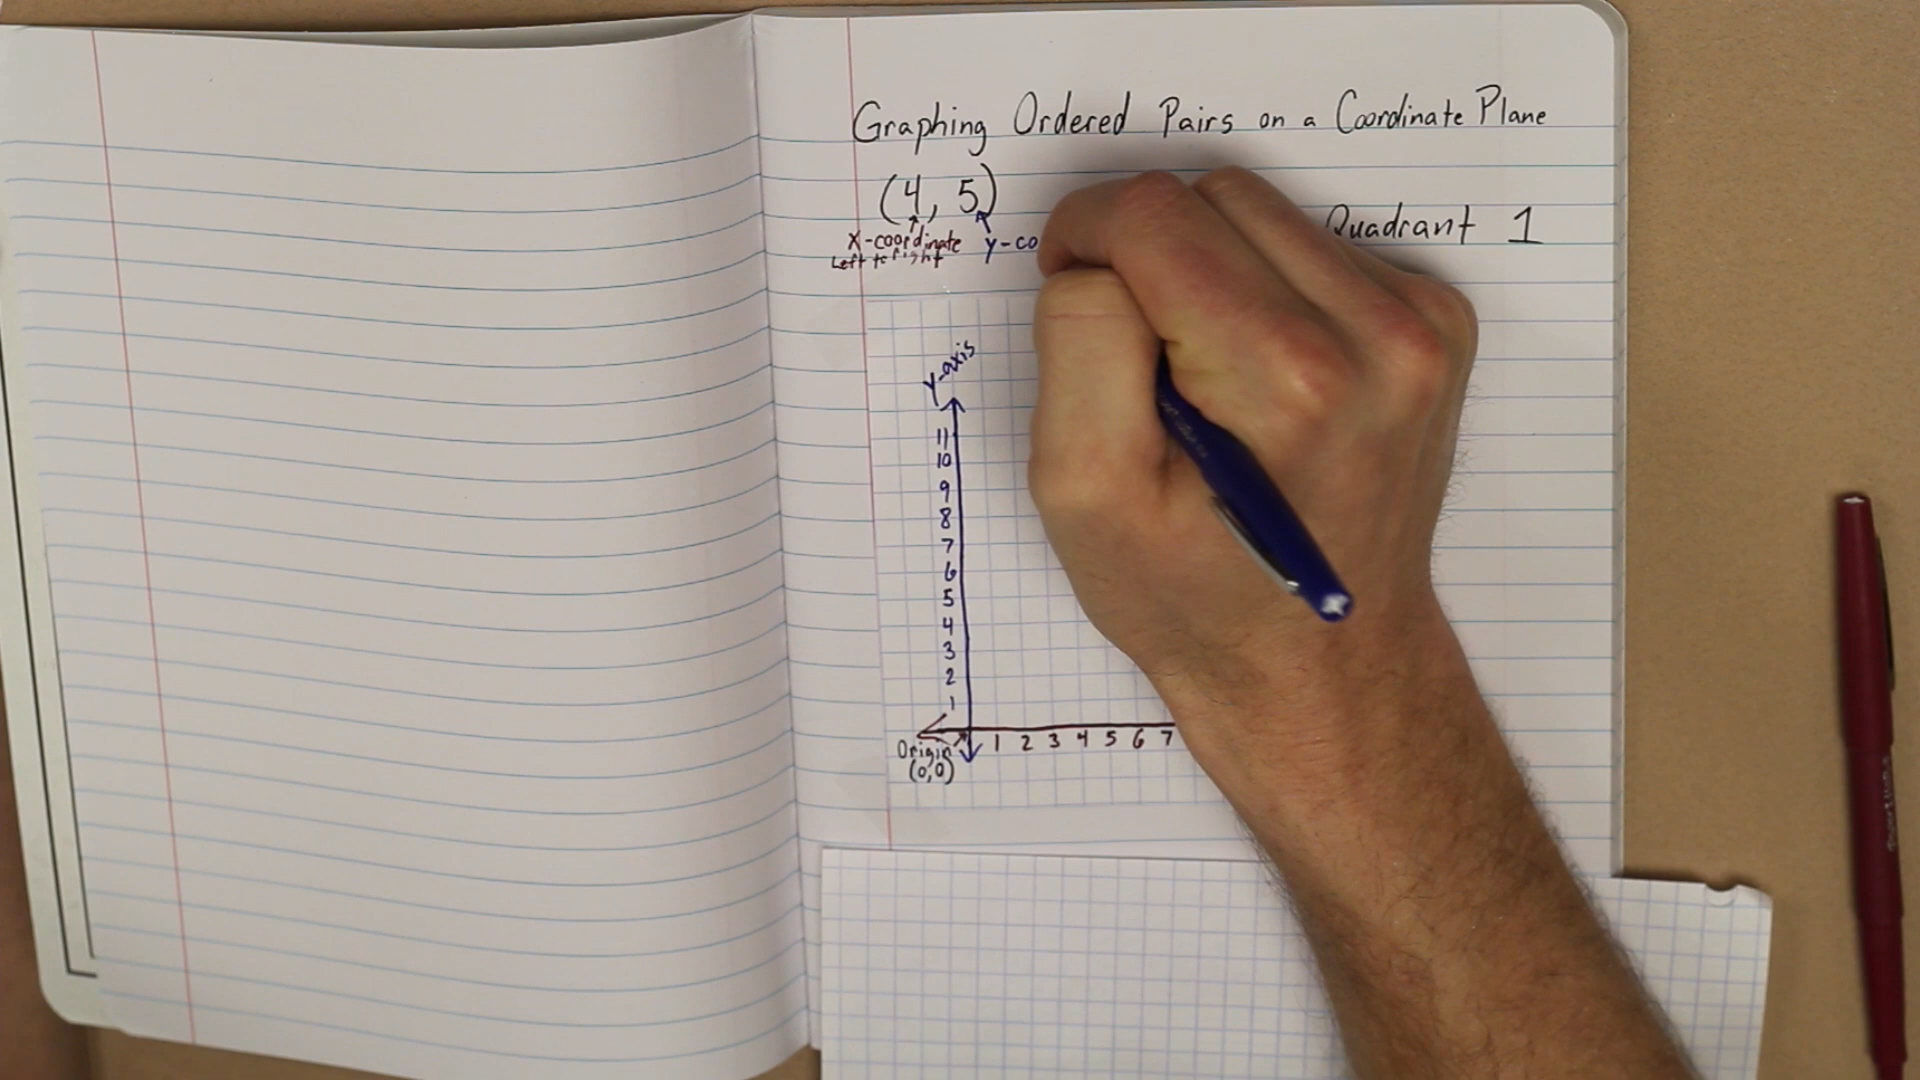 Graphing Ordered Pairs on a Coordinate Plane
(4, 5)
Quadrant 1
x-coordinate
Left to right
y-co
y-axis
11
10
9
8
7
6
5
4
3
2
1
1 2 3 4 5 6 7
Origin
(0,0)